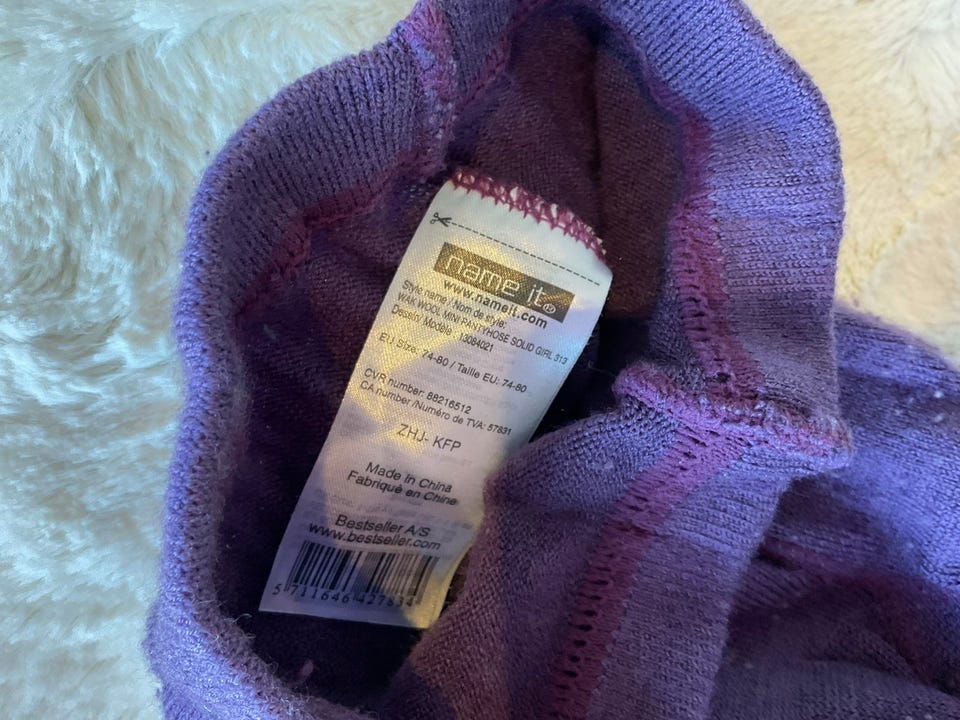 name it®
www.nameit.com
Style name / Nom de style:
WAK WOOL MINI PANTYHOSE SOLID GIRL 313
Dessin: Modèle
13084021
EU Size: 74-80 / Taille EU: 74-80
CVR number: 88216512
CA number /Numéro de TVA: 57831
ZHJ- KFP
Made in China
Fabriqué en Chine
Bestseller A/S
www.bestseller.com